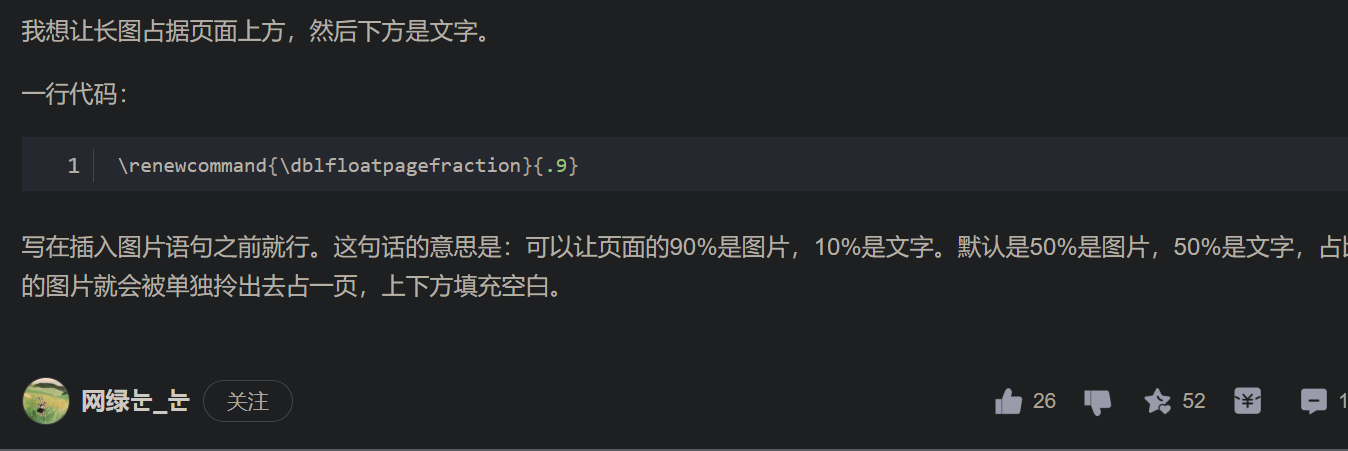 我想让长图占据页面上方，然后下方是文字。
一行代码：
1 \renewcommand{\dblfloatpagefraction}{.9}
写在插入图片语句之前就行。这句话的意思是：可以让页面的90%是图片，10%是文字。默认是50%是图片，50%是文字，占
的图片就会被单独拎出去占一页，上下方填充空白。
网绿눈_눈 关注 26 52 1